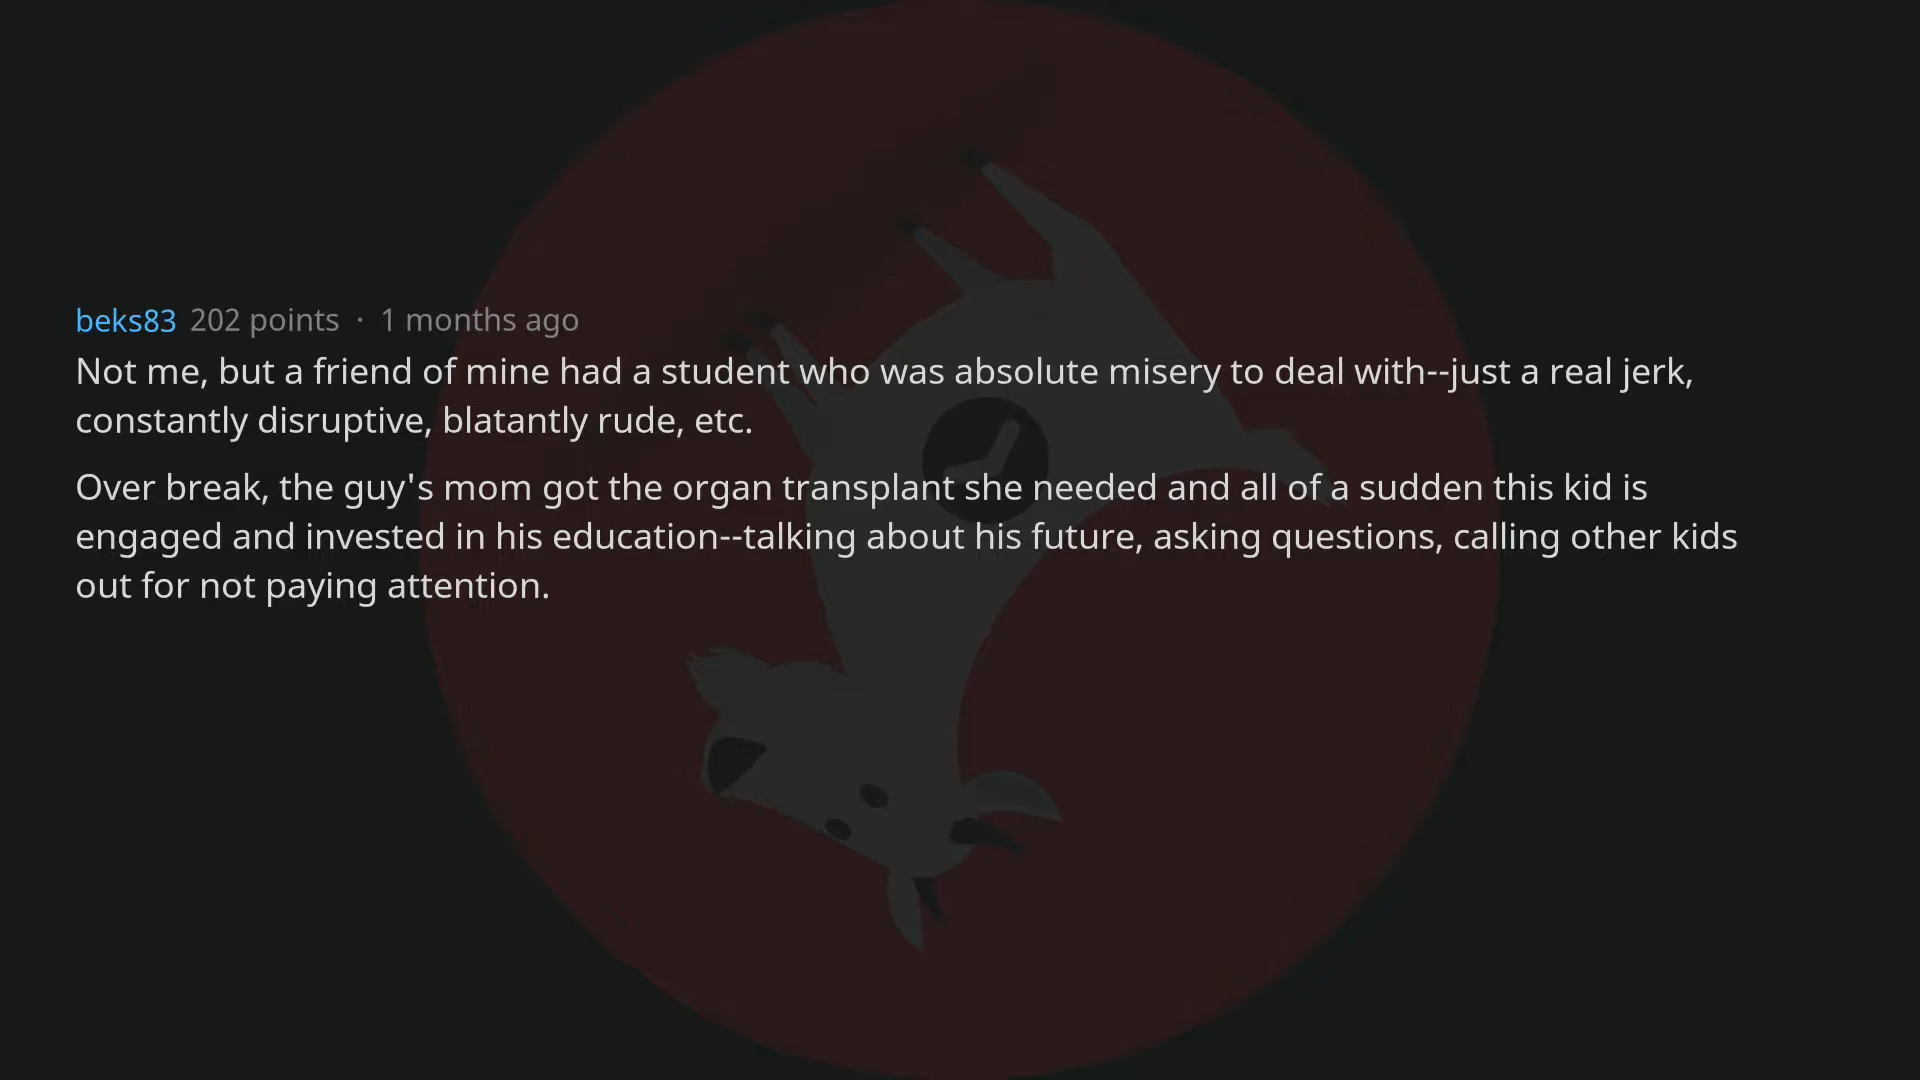 beks83 202 points · 1 months ago
Not me, but a friend of mine had a student who was absolute misery to deal with--just a real jerk,
constantly disruptive, blatantly rude, etc.
Over break, the guy's mom got the organ transplant she needed and all of a sudden this kid is
engaged and invested in his education--talking about his future, asking questions, calling other kids
out for not paying attention.